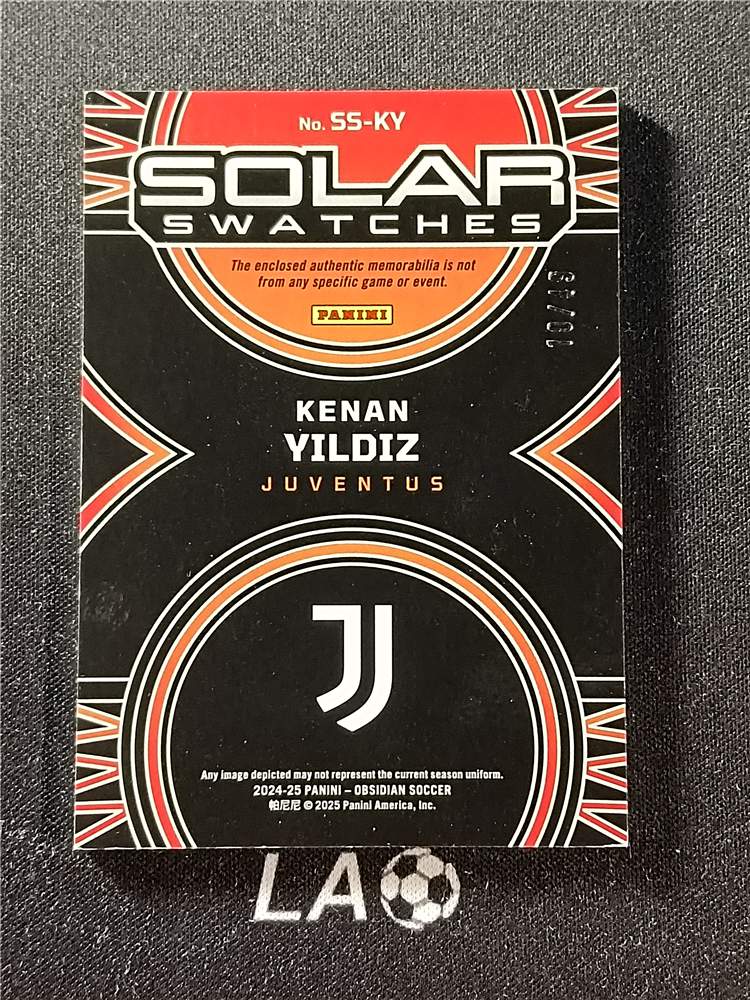 No. SS-KY
SOLAR
SWATCHES
The enclosed authentic memorabilia is not
from any specific game or event.
PANINI
KENAN
YILDIZ
JUVENTUS
Any image depicted may not represent the current season uniform.
2024-25 PANINI – OBSIDIAN SOCCER
帕尼尼 © 2025 Panini America, Inc.
LA